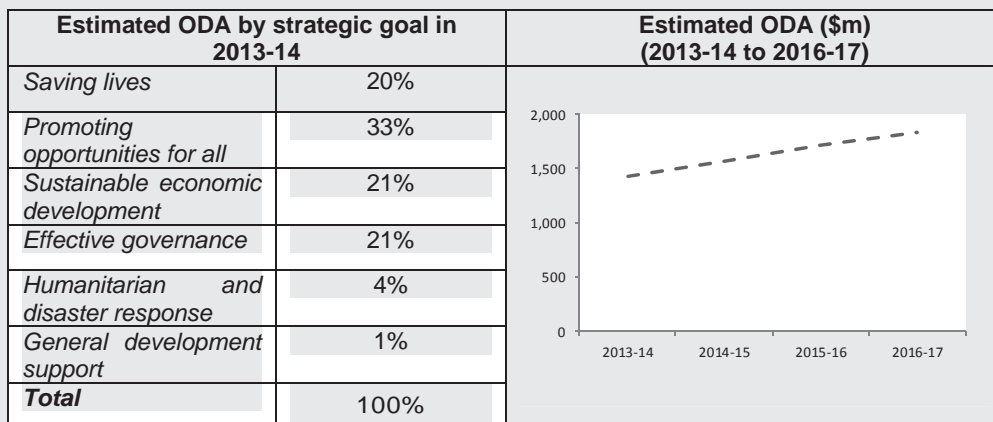 Estimated ODA by strategic goal in
2013-14
Saving lives 20%
Promoting
opportunities for all 33%
Sustainable economic
development 21%
Effective governance 21%
Humanitarian and
disaster response 4%
General development
support 1%
Total 100%
Estimated ODA ($m)
(2013-14 to 2016-17)
2,000
1,500
1,000
500
0
2013-14 2014-15 2015-16 2016-17